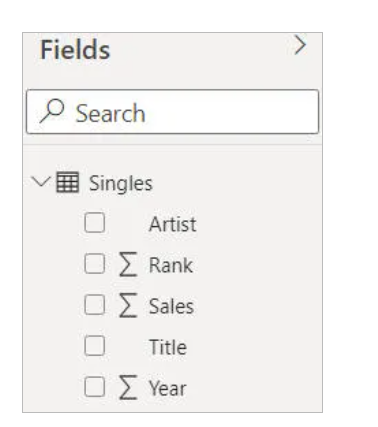 Fields
Search
Singles
Artist
Σ Rank
Σ Sales
Title
Σ Year